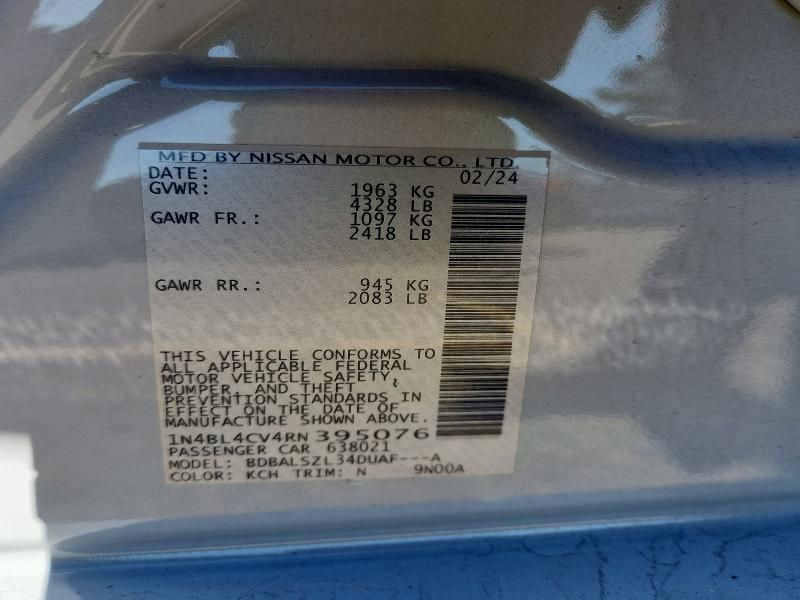 MFD BY NISSAN MOTOR CO., LTD.
DATE: 02/24
GVWR: 1963 KG
4328 LB
GAWR FR.: 1097 KG
2418 LB
GAWR RR.: 945 KG
2083 LB
THIS VEHICLE CONFORMS TO
ALL APPLICABLE FEDERAL
MOTOR VEHICLE SAFETY,
BUMPER, AND THEFT
PREVENTION STANDARDS IN
EFFECT ON THE DATE OF
MANUFACTURE SHOWN ABOVE.
1N4BL4CV4RN395076
PASSENGER CAR 638021
MODEL: BDBALSZL34DUAF---A
COLOR: KCH TRIM: N 9N00A